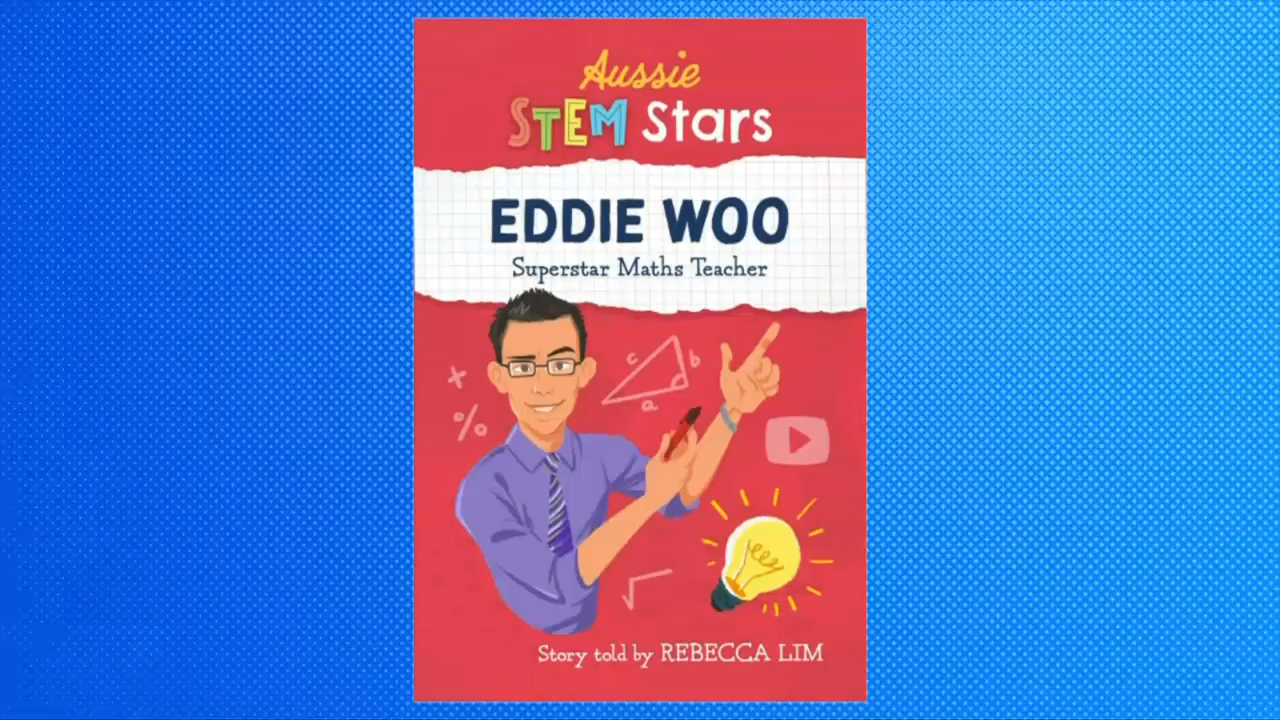 Aussie
STEM Stars
EDDIE WOO
Superstar Maths Teacher
c
b
a
+
%
√
Story told by REBECCA LIM